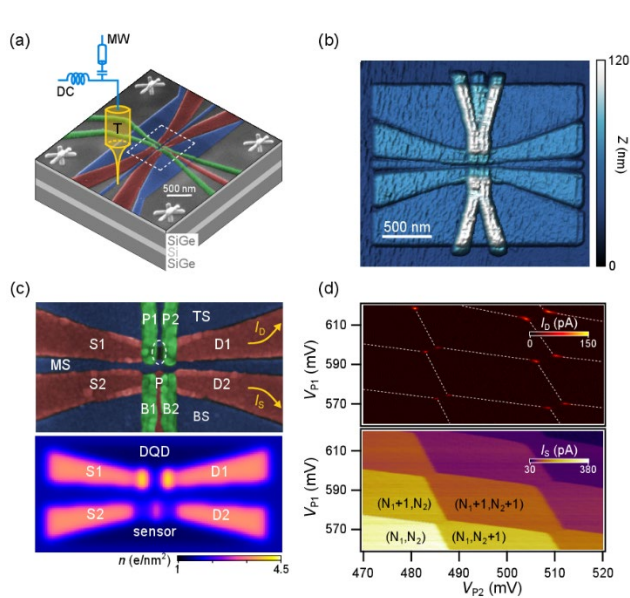 (a)
MW
DC
T
500 nm
SiGe
Si
SiGe
(b)
120
Z (nm)
0
500 nm
(c)
P1 P2 TS
I_D
S1 D1
MS
S2 P D2
I_S
B1 B2 BS
DQD
S1 D1
S2 D2
sensor
n (e/nm²)
1 4.5
(d)
610
590
570
V_P1 (mV)
I_D (pA)
0 150
610
590
570
V_P1 (mV)
I_S (pA)
30 380
(N₁+1,N₂) (N₁+1,N₂+1)
(N₁,N₂) (N₁,N₂+1)
470 480 490 500 510 520
V_P2 (mV)